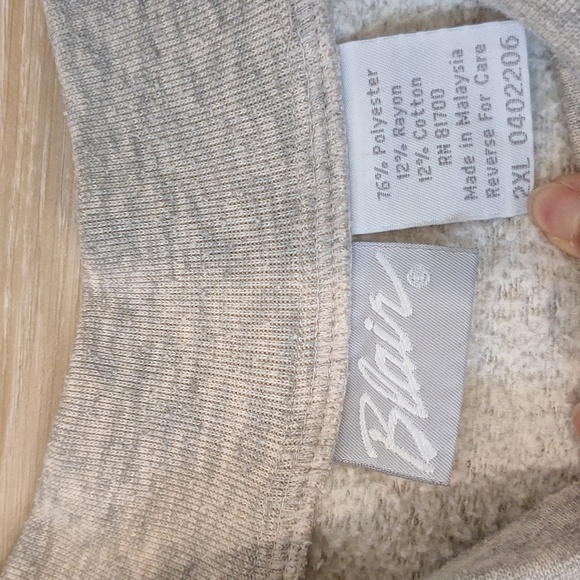 76% Polyester
12% Rayon
12% Cotton
RN 81700
Made in Malaysia
Reverse For Care
2XL 0402206
Blair®